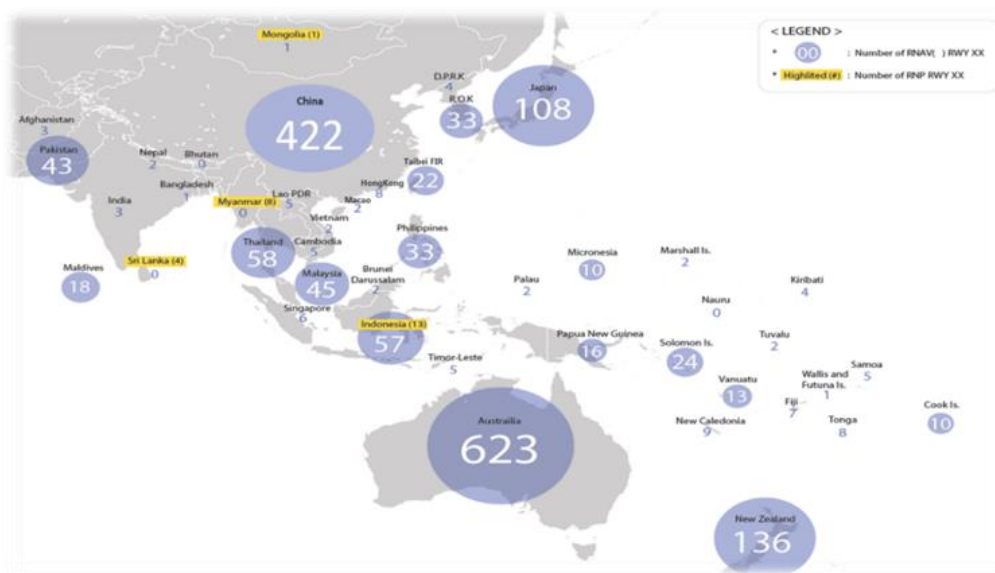 < LEGEND >
• 00 : Number of RNAV( ) RWY XX
• Highlited (#) : Number of RNP RWY XX
Mongolia (1)
1
D.P.R.K
4
R.O.K
33
Japan
108
China
422
Afghanistan
3
Pakistan
43
Nepal
2
Bhutan
0
Bangladesh
1
India
3
Myanmar (8)
0
Lao PDR
5
HongKong
8
Macao
2
Taibei FIR
22
Vietnam
2
Thailand
58
Cambodia
5
Philippines
33
Sri Lanka (4)
0
Maldives
18
Malaysia
45
Brunei
Darussalam
2
Singapore
6
Indonesia (13)
57
Timor-Leste
5
Palau
2
Micronesia
10
Marshall Is.
2
Kiribati
4
Nauru
0
Papua New Guinea
16
Solomon Is.
24
Tuvalu
2
Vanuatu
13
Wallis and
Futuna Is.
1
Samoa
5
Fiji
7
New Caledonia
9
Tonga
8
Cook Is.
10
Austrailia
623
New Zealand
136